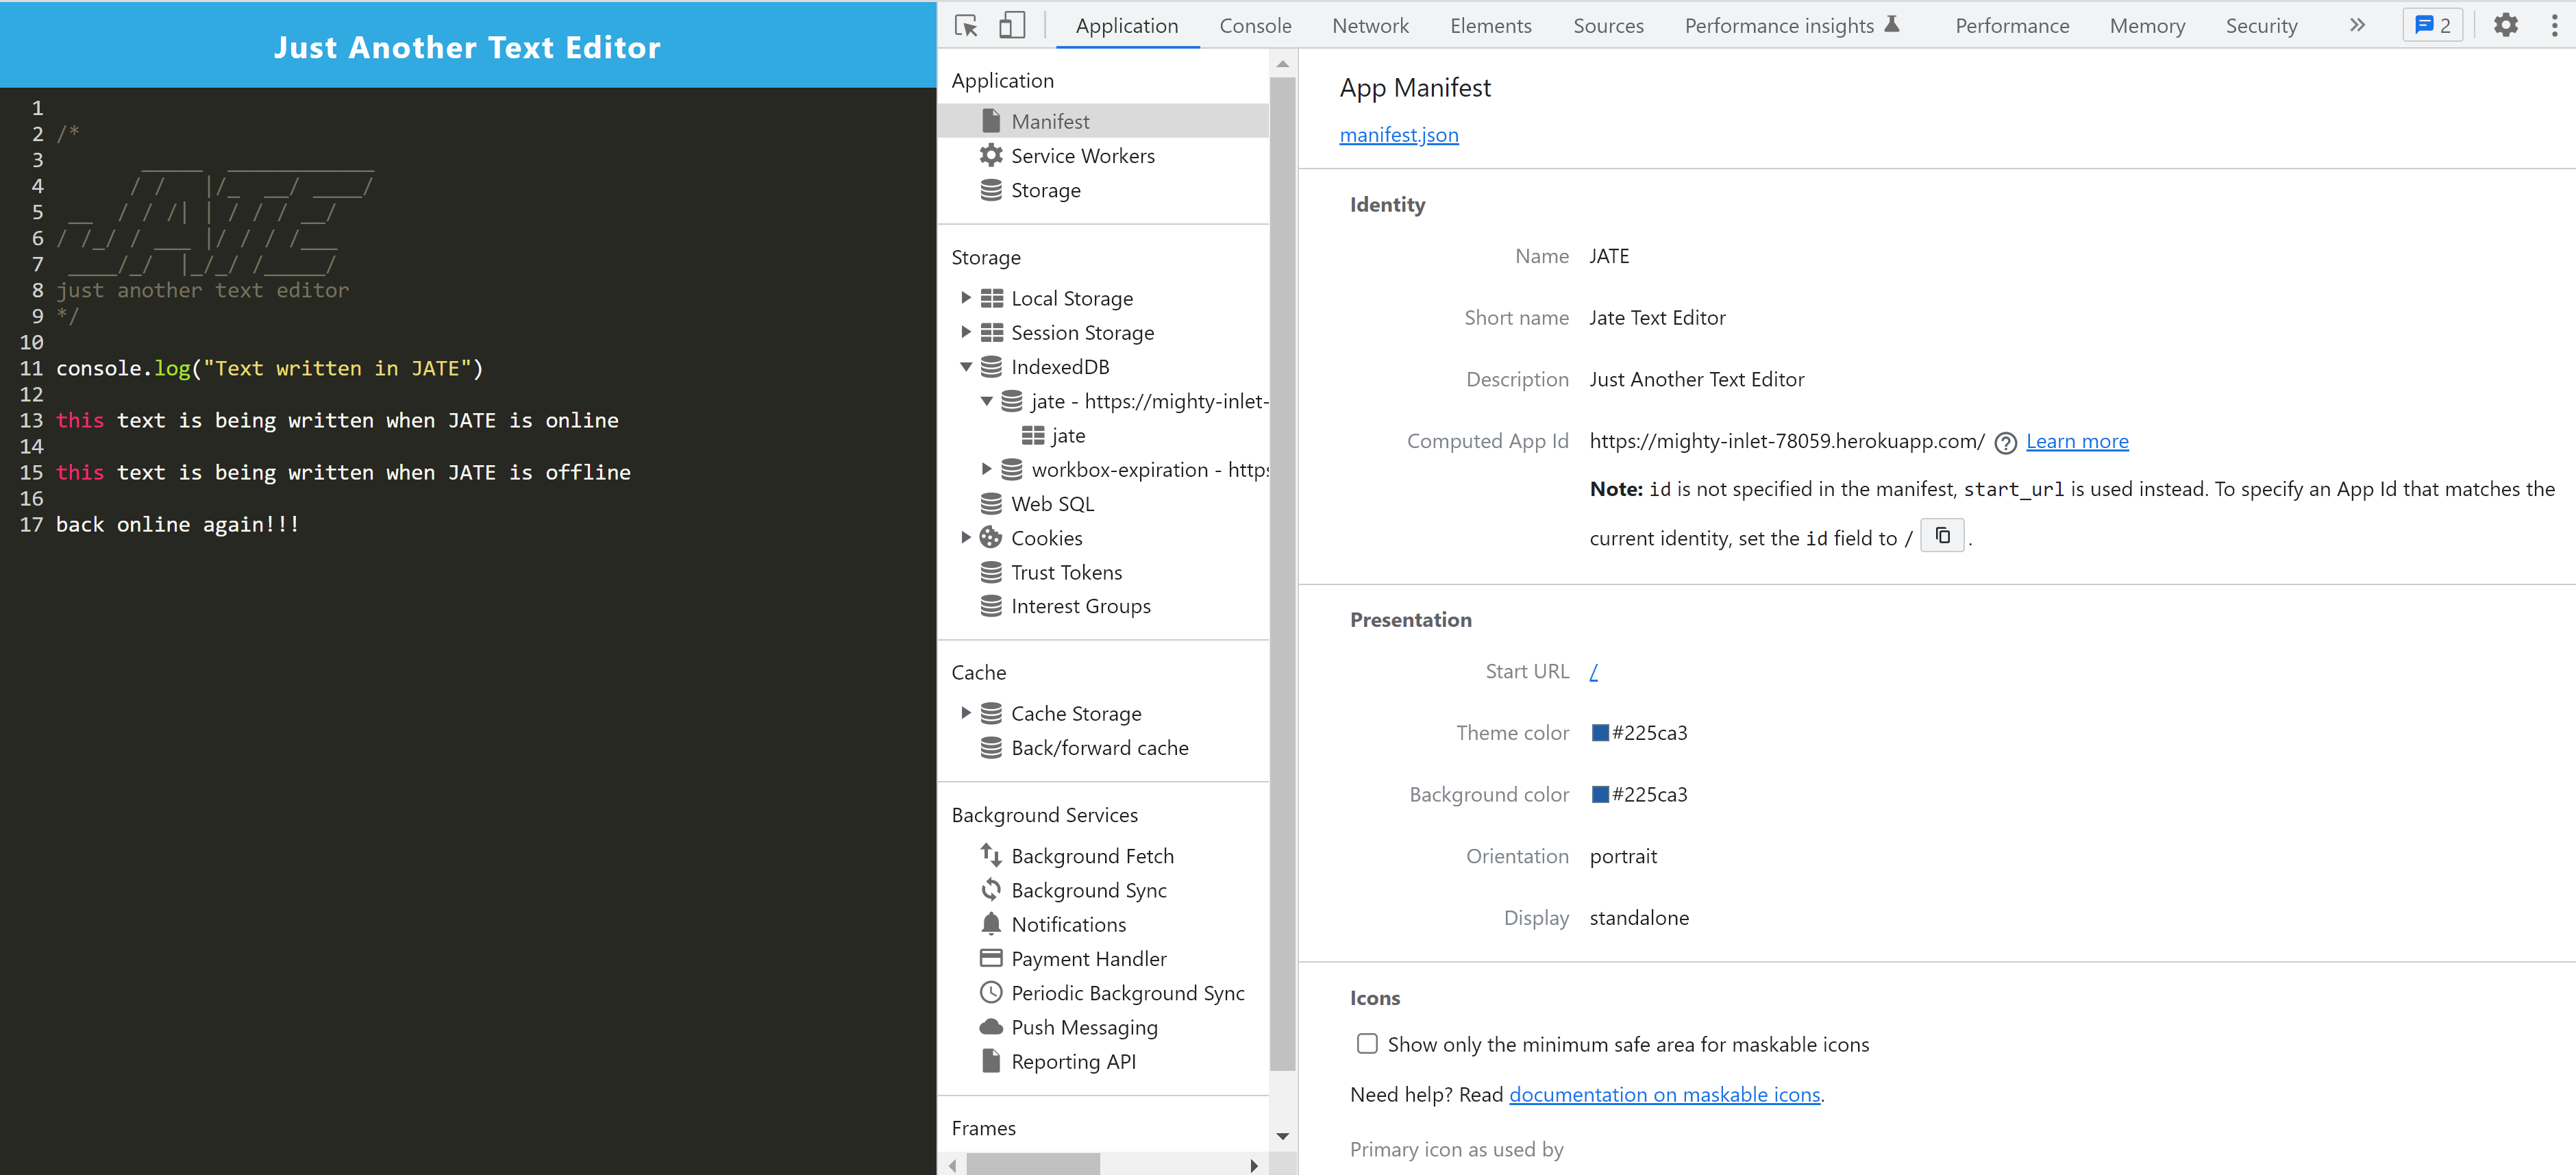 Just Another Text Editor
1
2 /*
3       _____  ____________
4       / /   |/_  __/ ____/
5  __  / / /| | / / / __/
6 / /_/ / ___ |/ / / /___
7  ____/_/  |_/_/ /_____/
8 just another text editor
9 */
10
11 console.log("Text written in JATE")
12
13 this text is being written when JATE is online
14
15 this text is being written when JATE is offline
16
17 back online again!!!
Application Console Network Elements Sources Performance insights Performance Memory Security » 2
Application
Manifest
Service Workers
Storage
Storage
Local Storage
Session Storage
IndexedDB
jate - https://mighty-inlet-
jate
workbox-expiration - https
Web SQL
Cookies
Trust Tokens
Interest Groups
Cache
Cache Storage
Back/forward cache
Background Services
Background Fetch
Background Sync
Notifications
Payment Handler
Periodic Background Sync
Push Messaging
Reporting API
Frames
App Manifest
manifest.json
Identity
Name JATE
Short name Jate Text Editor
Description Just Another Text Editor
Computed App Id https://mighty-inlet-78059.herokuapp.com/ ? Learn more
Note: id is not specified in the manifest, start_url is used instead. To specify an App Id that matches the
current identity, set the id field to / .
Presentation
Start URL /
Theme color #225ca3
Background color #225ca3
Orientation portrait
Display standalone
Icons
Show only the minimum safe area for maskable icons
Need help? Read documentation on maskable icons.
Primary icon as used by